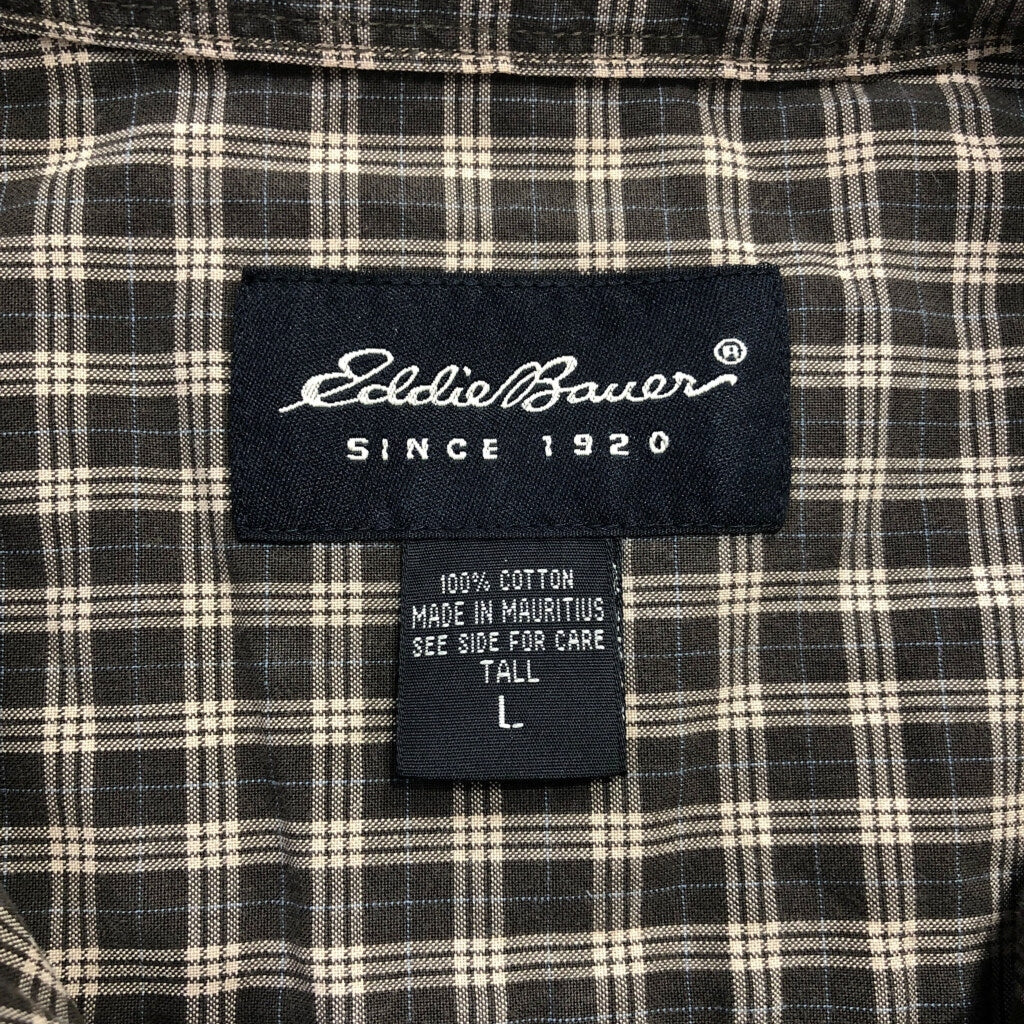 Eddie Bauer®
SINCE 1920
100% COTTON
MADE IN MAURITIUS
SEE SIDE FOR CARE
TALL
L